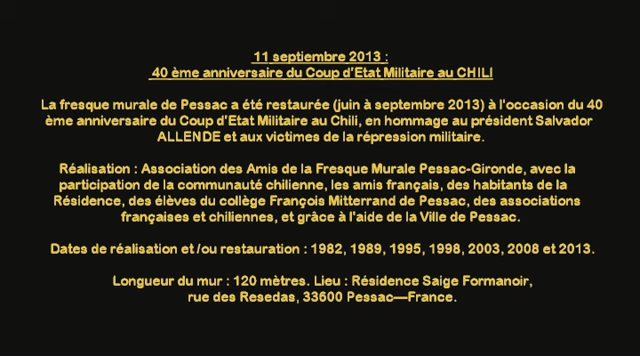 11 septembre 2013 :
40 ème anniversaire du Coup d'Etat Militaire au CHILI
La fresque murale de Pessac a été restaurée (juin à septembre 2013) à l'occasion du 40
ème anniversaire du Coup d'Etat Militaire au Chili, en hommage au président Salvador
ALLENDE et aux victimes de la répression militaire.
Réalisation : Association des Amis de la Fresque Murale Pessac-Gironde, avec la
participation de la communauté chilienne, les amis français, des habitants de la
Résidence, des élèves du collège François Mitterrand de Pessac, des associations
françaises et chiliennes, et grâce à l'aide de la Ville de Pessac.
Dates de réalisation et /ou restauration : 1982, 1989, 1995, 1998, 2003, 2008 et 2013.
Longueur du mur : 120 mètres. Lieu : Résidence Saige Formanoir,
rue des Resedas, 33600 Pessac—France.